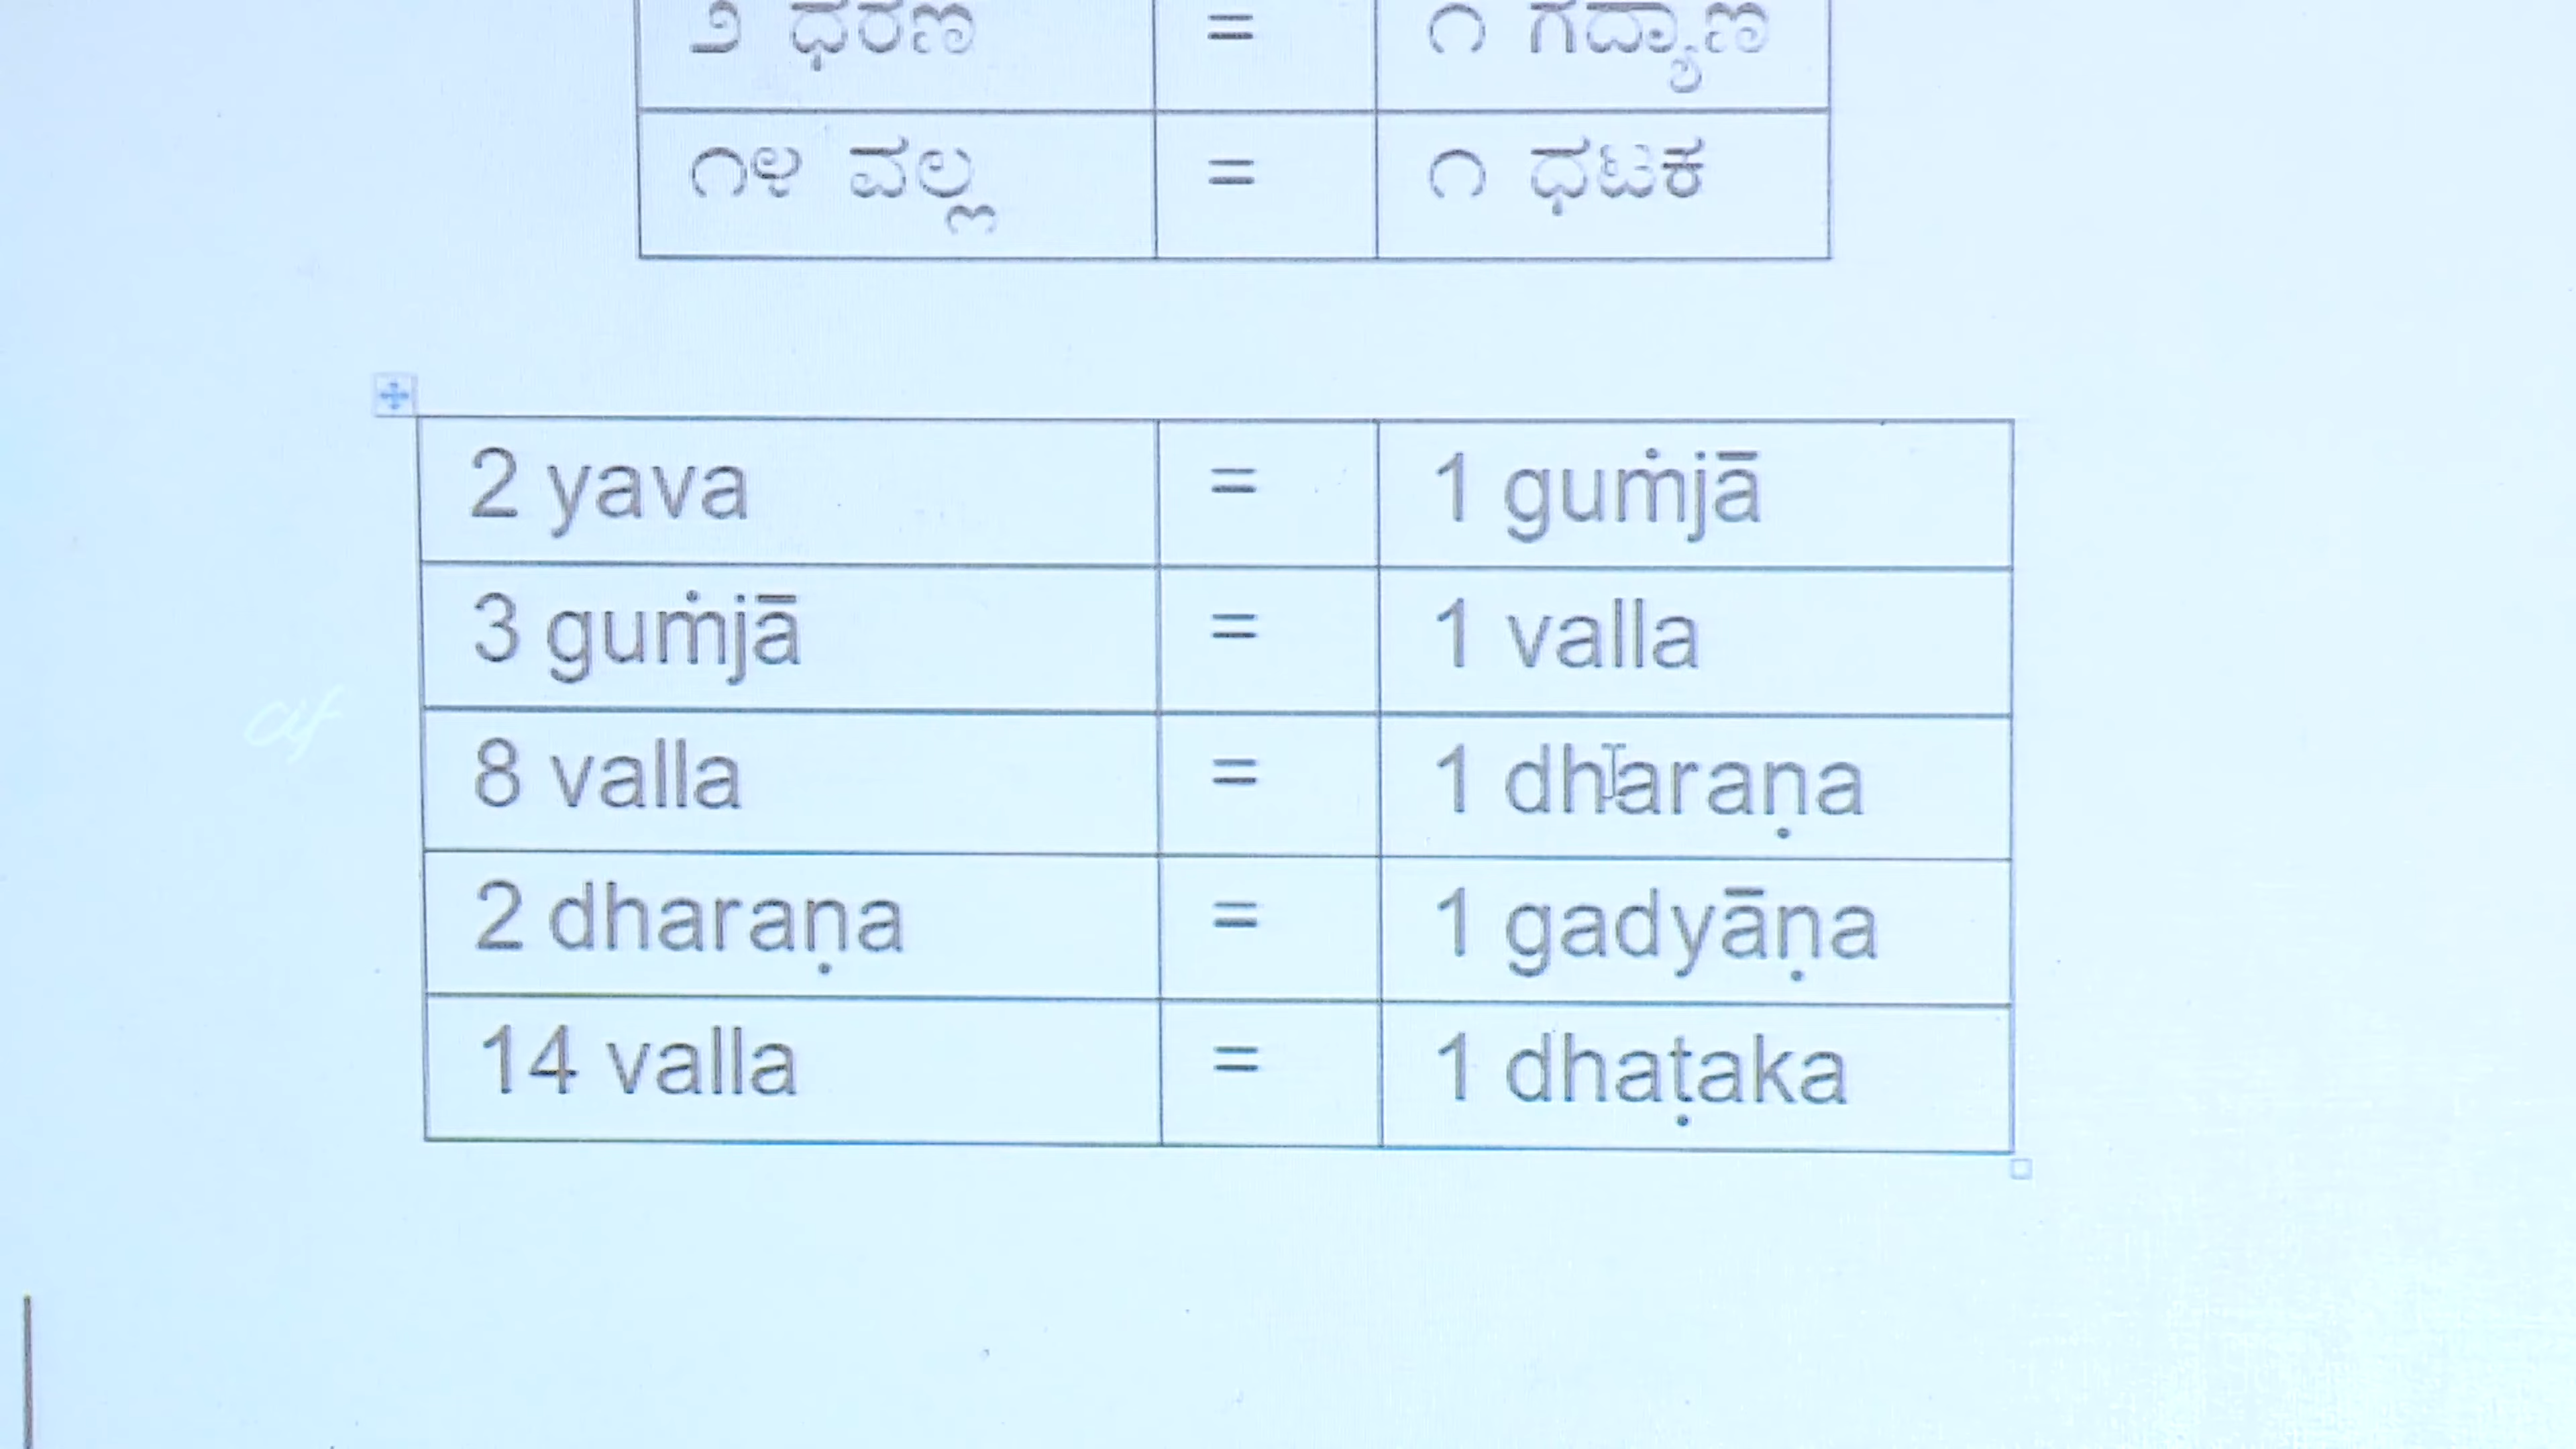 ೨ ಧರಣ = ೧ ಗದ್ಯಾಣ
೧೪ ವಲ್ಲ = ೧ ಧಟಕ
2 yava = 1 guṁjā
3 guṁjā = 1 valla
8 valla = 1 dharaṇa
2 dharaṇa = 1 gadyāṇa
14 valla = 1 dhaṭaka